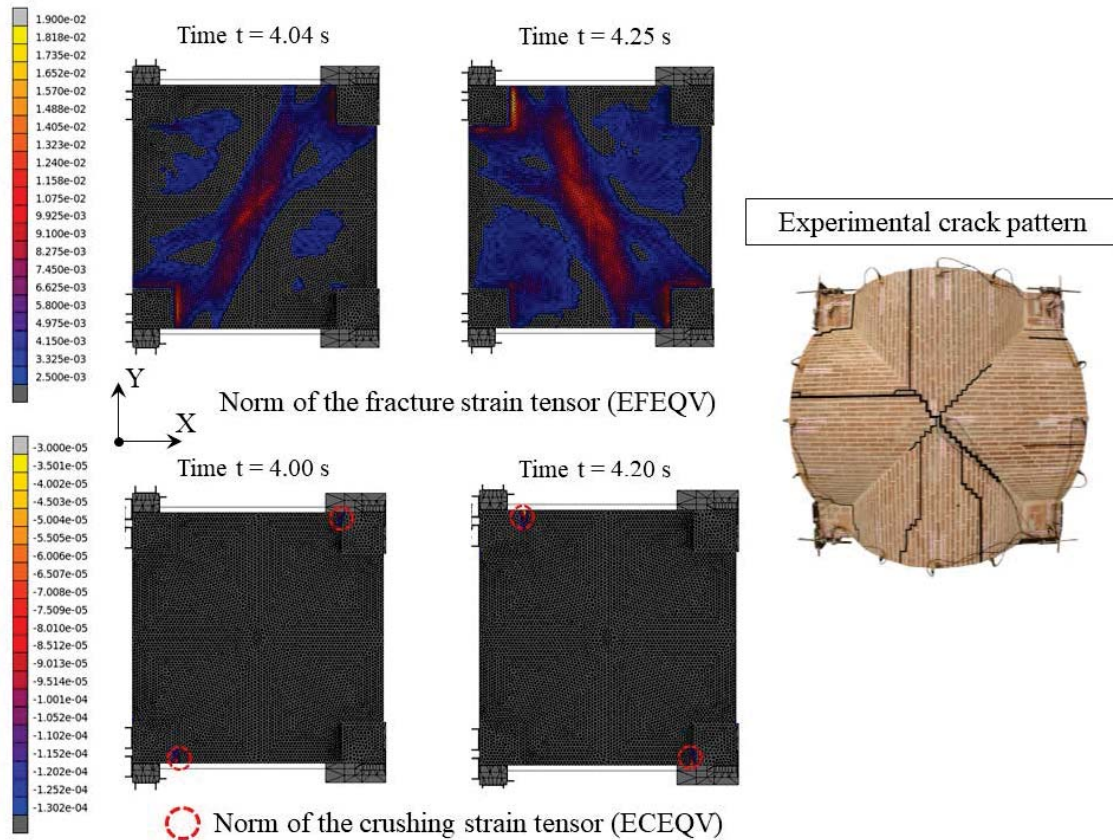 Time t = 4.04 s
Time t = 4.25 s
1.900e-02
1.818e-02
1.735e-02
1.652e-02
1.570e-02
1.488e-02
1.405e-02
1.323e-02
1.240e-02
1.158e-02
1.075e-02
9.925e-03
9.100e-03
8.275e-03
7.450e-03
6.625e-03
5.800e-03
4.975e-03
4.150e-03
3.325e-03
2.500e-03
Experimental crack pattern
Y
X
Norm of the fracture strain tensor (EFEQV)
Time t = 4.00 s
Time t = 4.20 s
-3.000e-05
-3.501e-05
-4.002e-05
-4.503e-05
-5.004e-05
-5.505e-05
-6.006e-05
-6.507e-05
-7.008e-05
-7.509e-05
-8.010e-05
-8.512e-05
-9.013e-05
-9.514e-05
-1.001e-04
-1.052e-04
-1.102e-04
-1.152e-04
-1.202e-04
-1.252e-04
-1.302e-04
Norm of the crushing strain tensor (ECEQV)